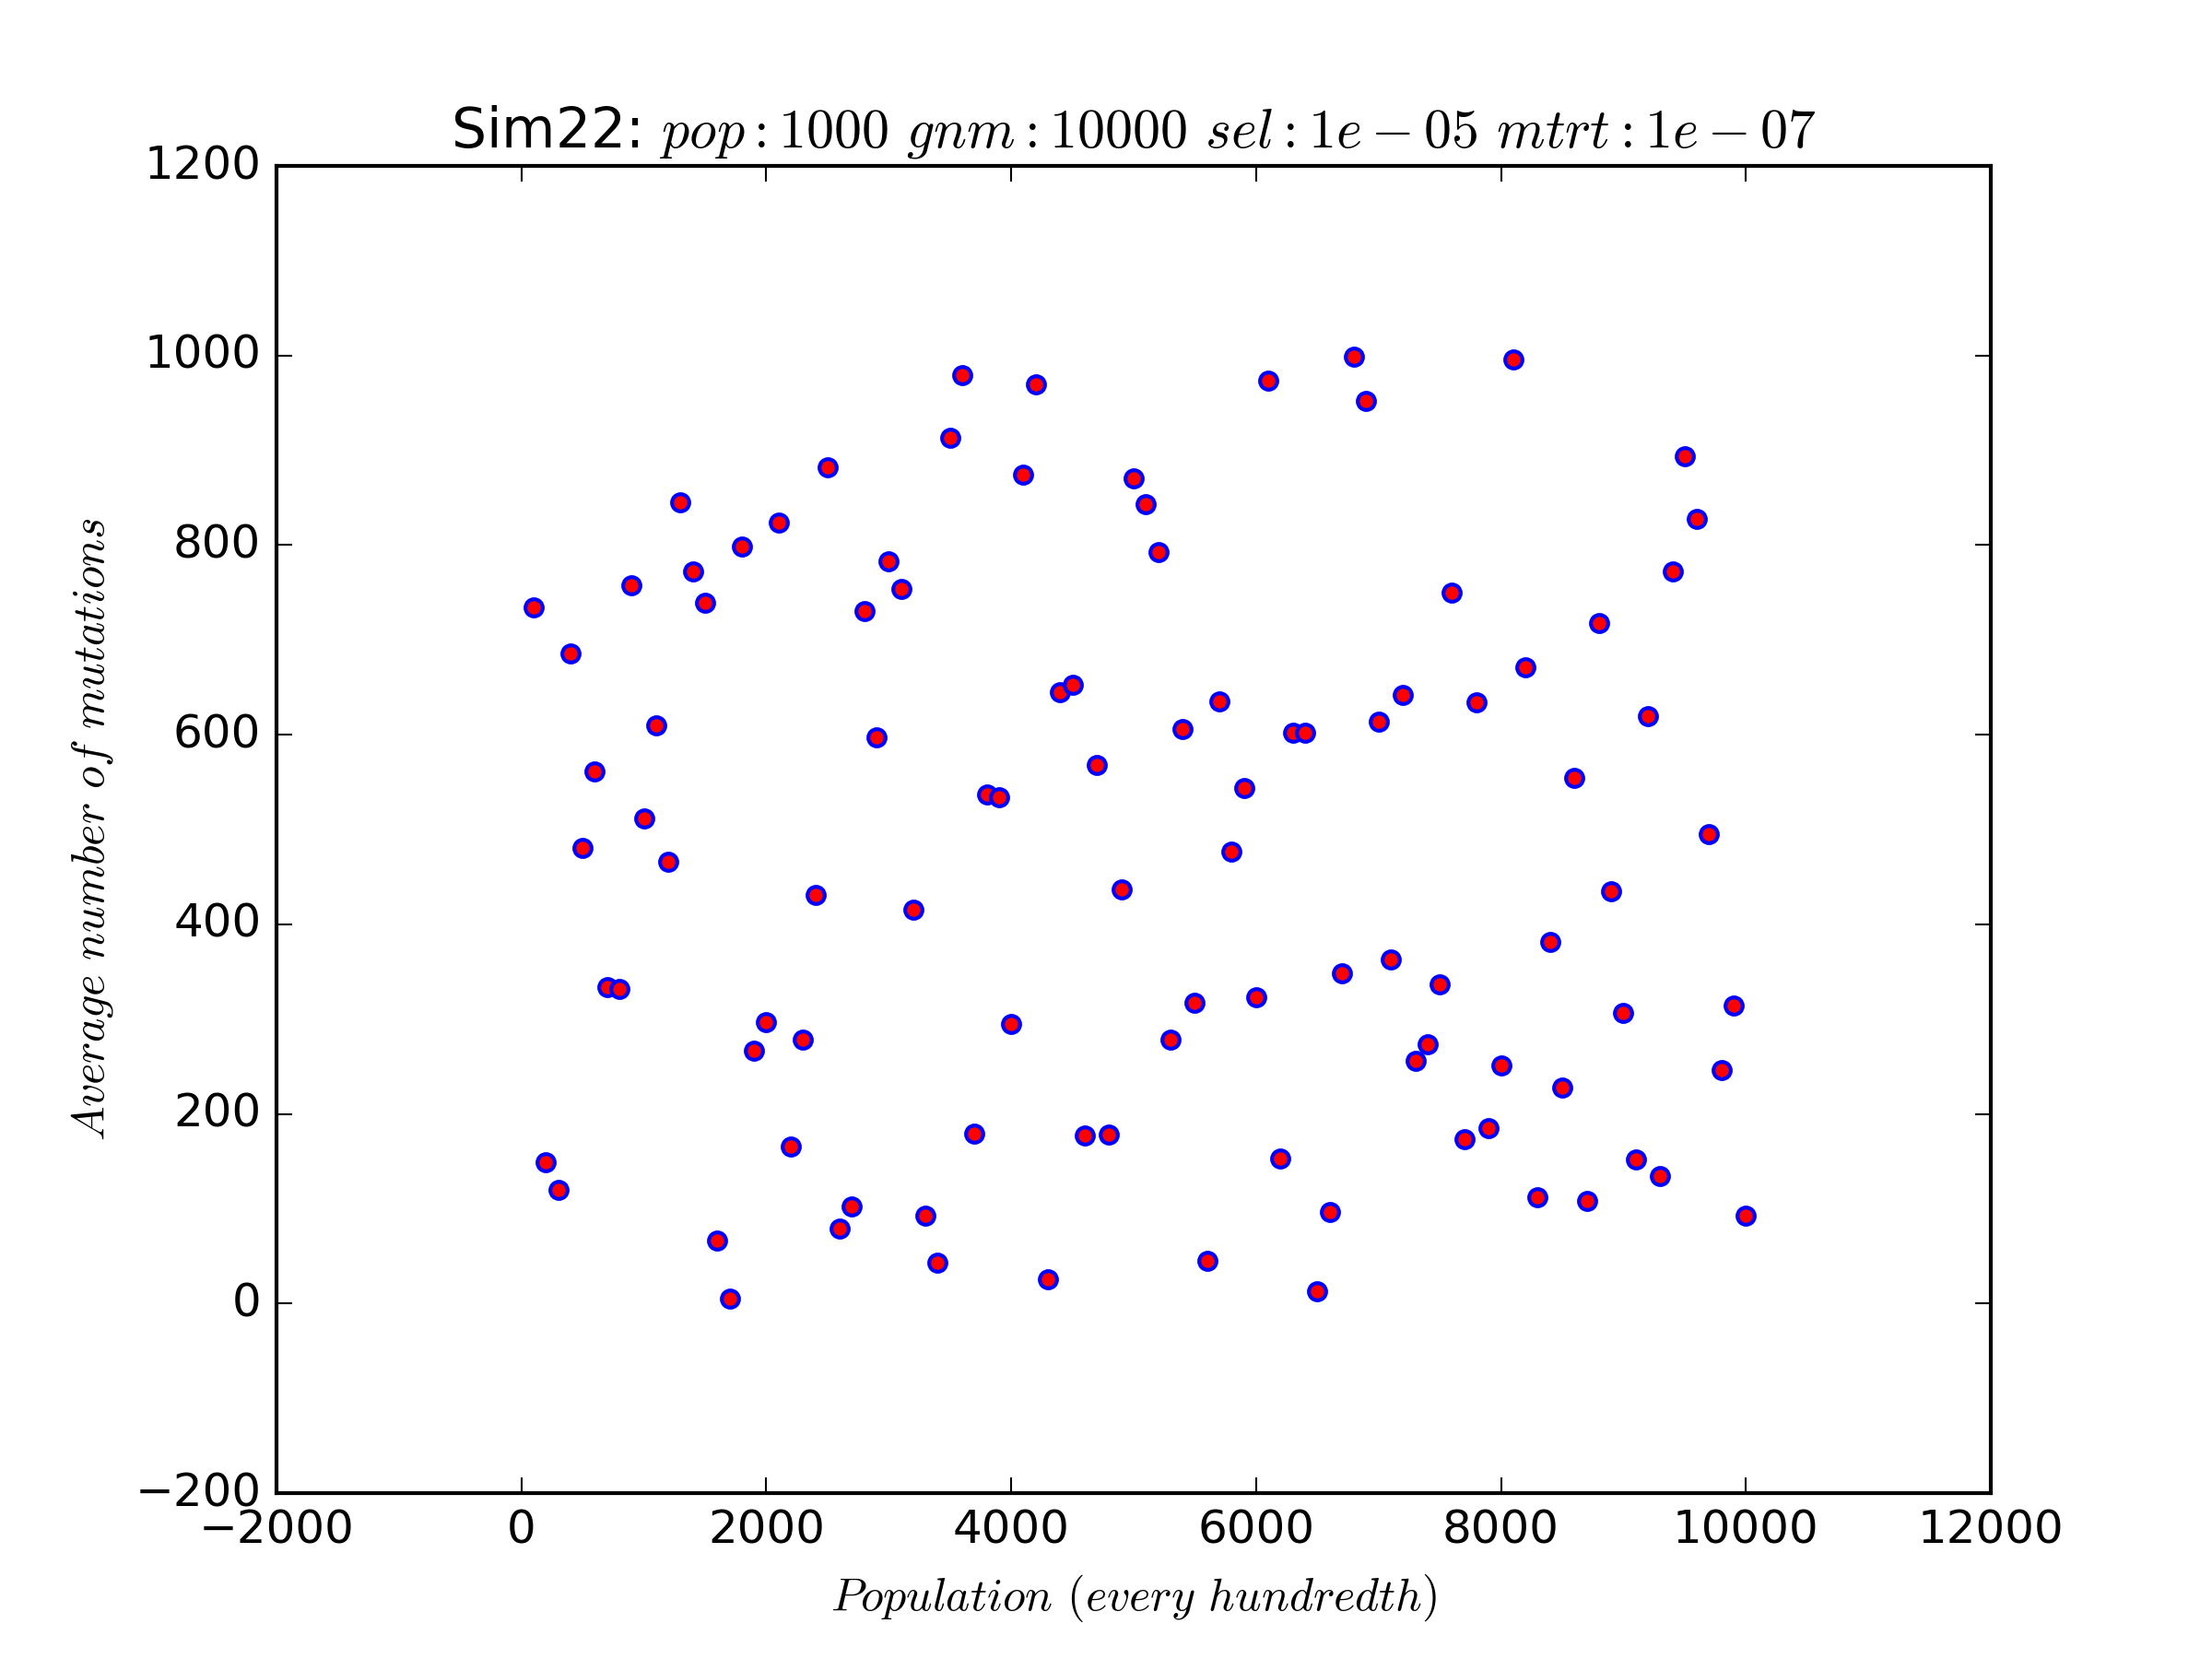 Sim22: pop : 1000 gnm : 10000 sel : 1e − 05 mtrt : 1e − 07
1200
1000
800
600
400
200
0
−200
Average number of mutations
−2000 0 2000 4000 6000 8000 10000 12000
Population (every hundredth)